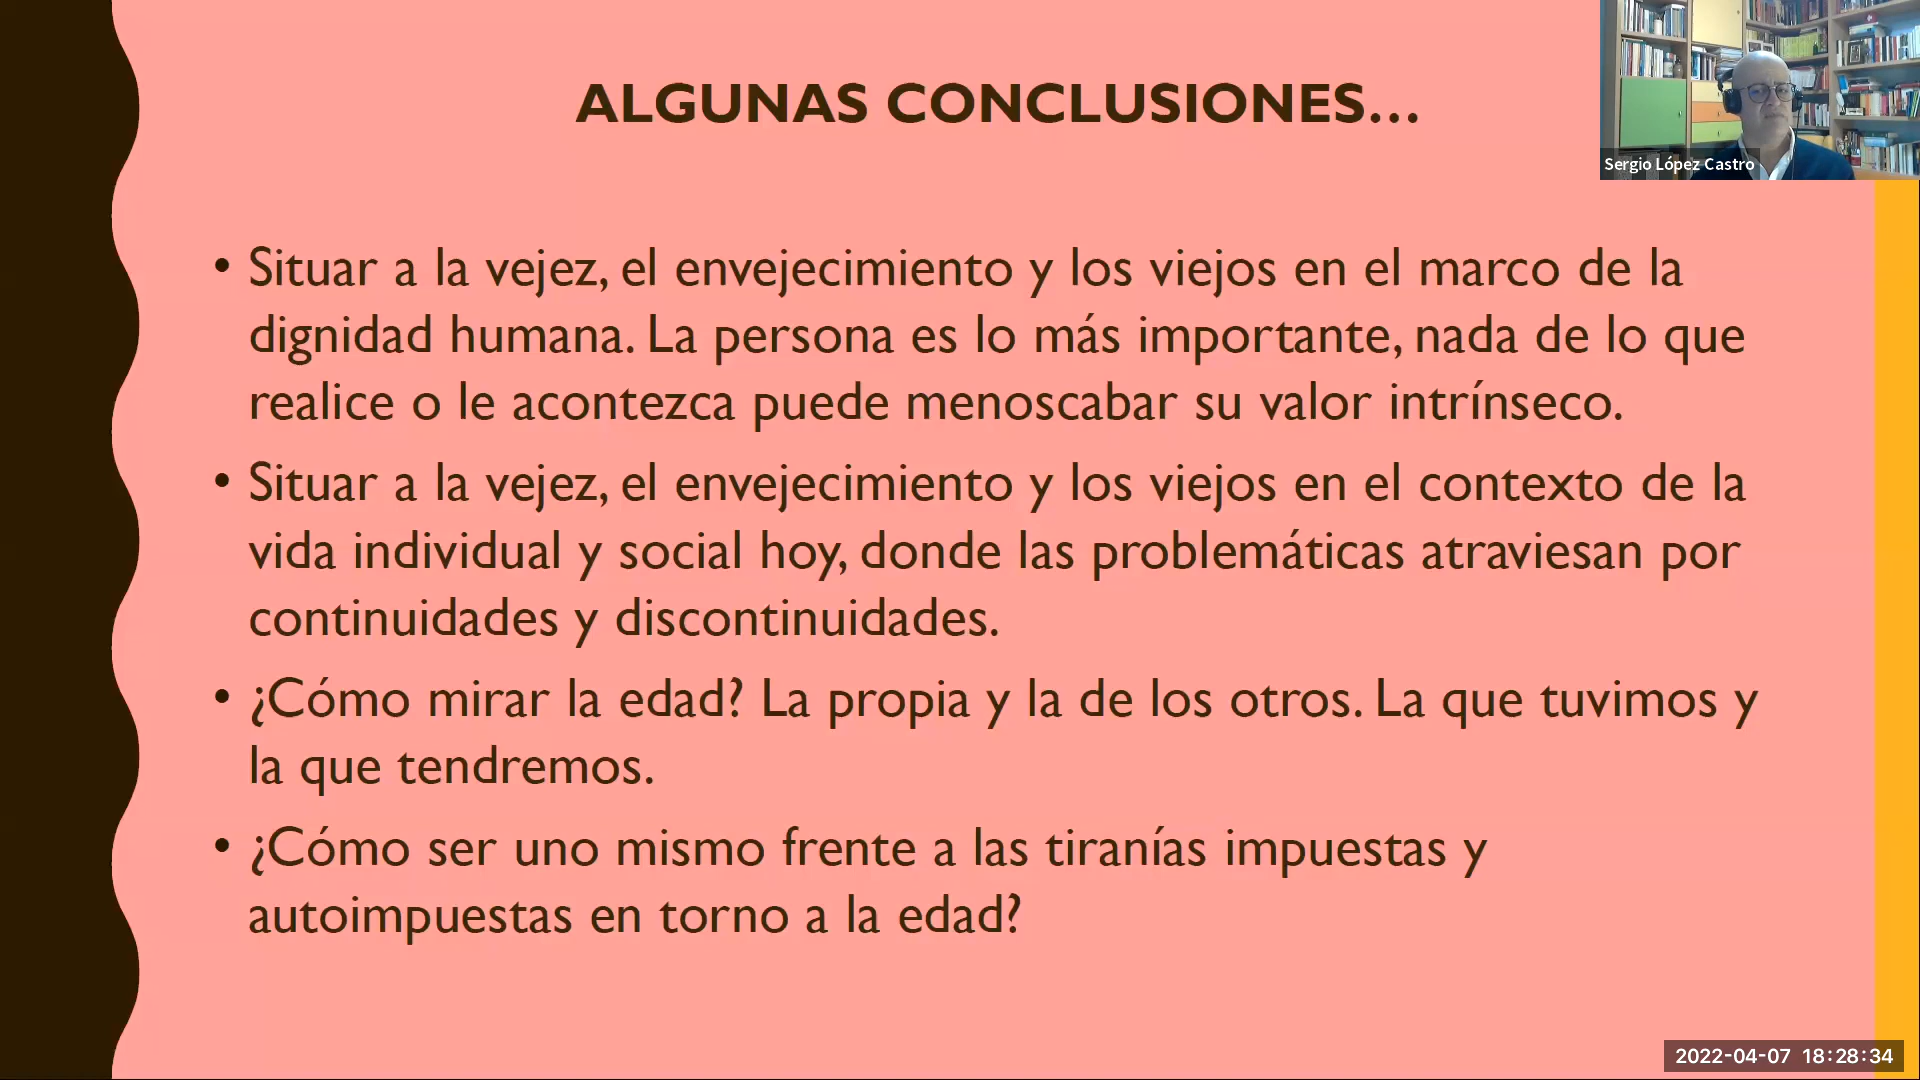 ALGUNAS CONCLUSIONES...
Sergio López Castro
• Situar a la vejez, el envejecimiento y los viejos en el marco de la
dignidad humana. La persona es lo más importante, nada de lo que
realice o le acontezca puede menoscabar su valor intrínseco.
• Situar a la vejez, el envejecimiento y los viejos en el contexto de la
vida individual y social hoy, donde las problemáticas atraviesan por
continuidades y discontinuidades.
• ¿Cómo mirar la edad? La propia y la de los otros. La que tuvimos y
la que tendremos.
• ¿Cómo ser uno mismo frente a las tiranías impuestas y
autoimpuestas en torno a la edad?
2022-04-07 18:28:34